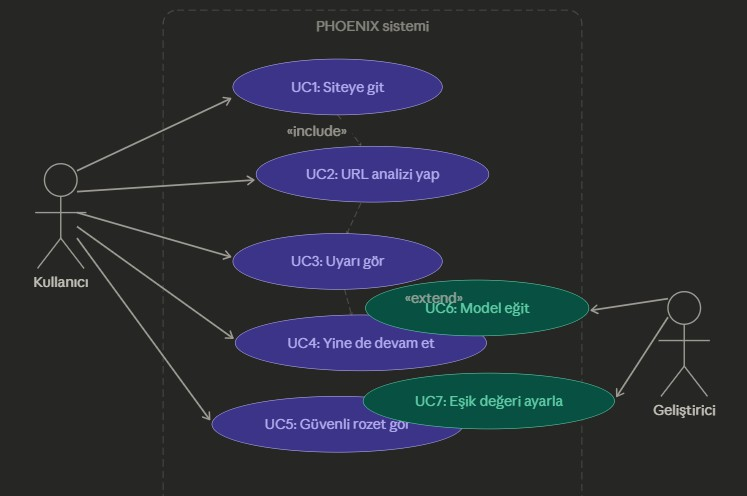 PHOENIX sistemi
UC1: Siteye git
«include»
UC2: URL analizi yap
UC3: Uyarı gör
Kullanıcı
«extend»
UC6: Model eğit
UC4: Yine de devam et
UC7: Eşik değeri ayarla
Geliştirici
UC5: Güvenli rozet gör